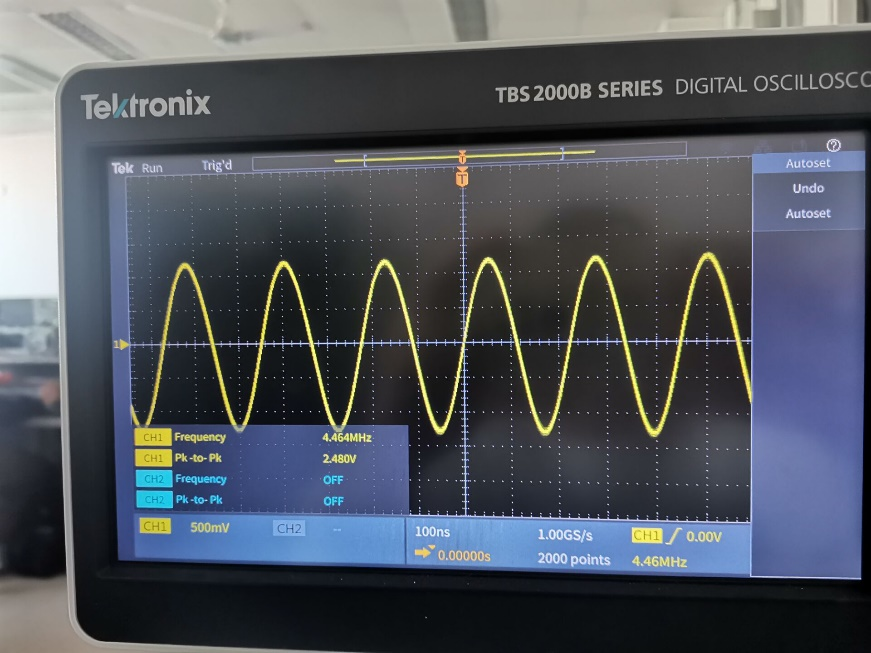 Tektronix
TBS 2000B SERIES DIGITAL OSCILLOSCO
Tek Run Trig'd
T
T
Autoset
Undo
Autoset
1
CH1 Frequency 4.464MHz
CH1 Pk-to-Pk 2.480V
CH2 Frequency OFF
CH2 Pk-to-Pk OFF
CH1 500mV CH2 --
100ns 1.00GS/s CH1 0.00V
0.00000s 2000 points 4.46MHz